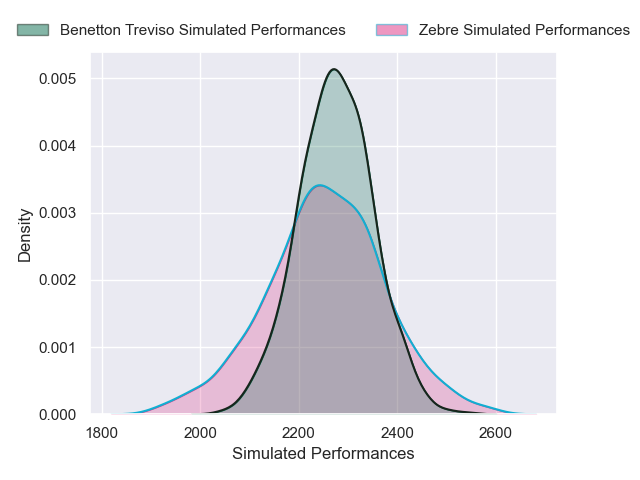 Benetton Treviso Simulated Performances
Zebre Simulated Performances
0.005
0.004
0.003
0.002
0.001
0.000
Density
1800 2000 2200 2400 2600
Simulated Performances